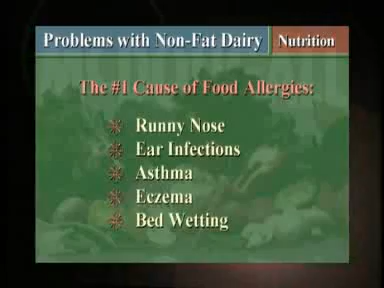 Problems with Non-Fat Dairy Nutrition
The #1 Cause of Food Allergies:
Runny Nose
Ear Infections
Asthma
Eczema
Bed Wetting